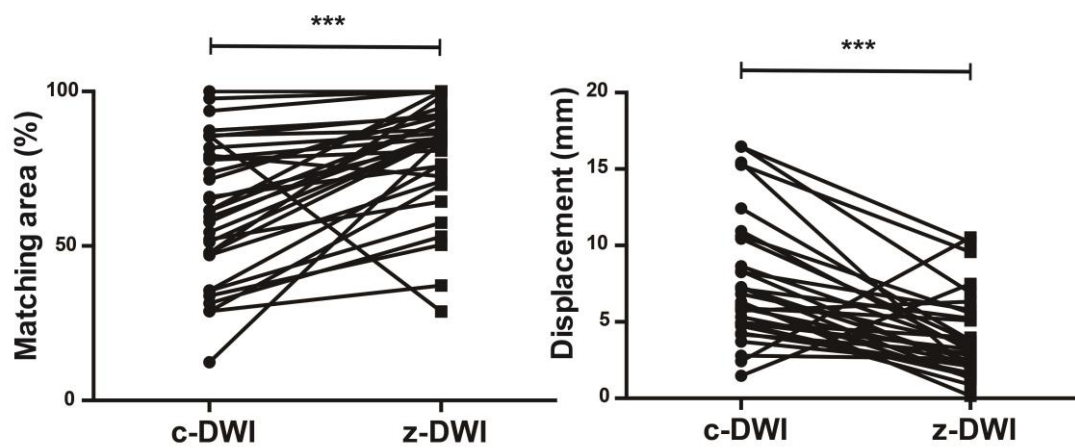 ***
Matching area (%)
100
50
0
c-DWI
z-DWI
***
Displacement (mm)
20
15
10
5
0
c-DWI
z-DWI